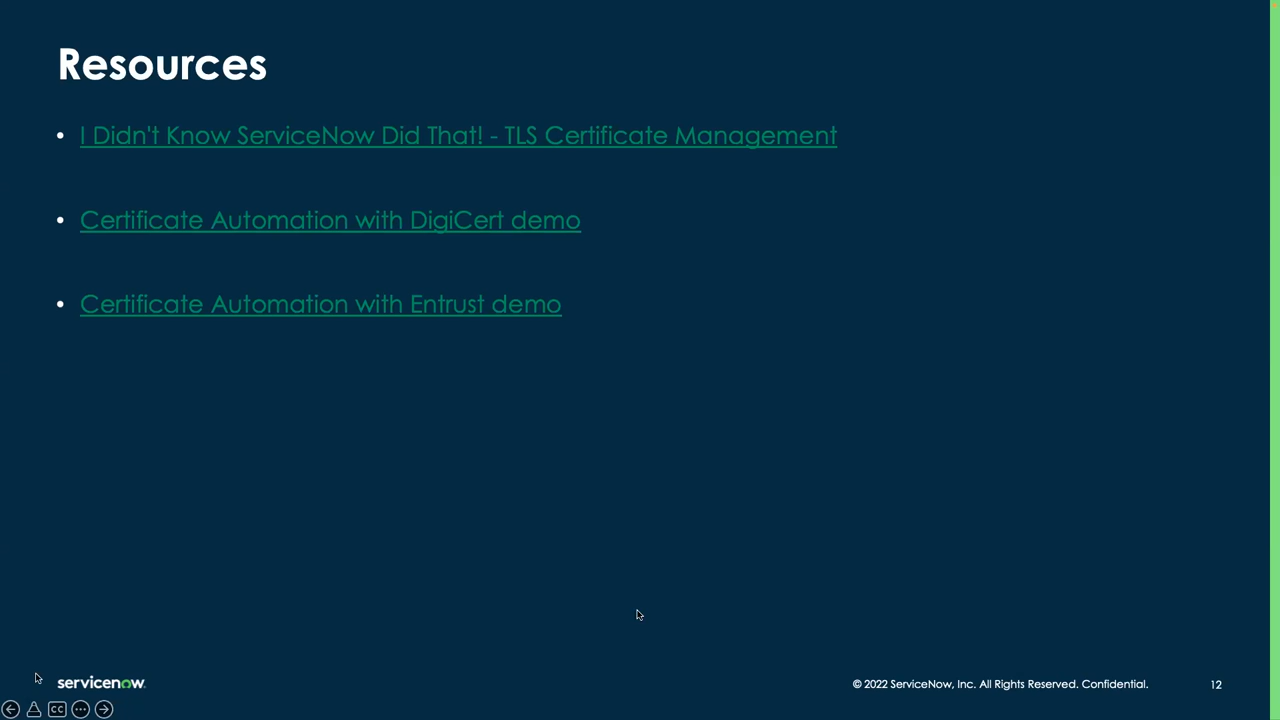 Resources
• I Didn't Know ServiceNow Did That! - TLS Certificate Management
• Certificate Automation with DigiCert demo
• Certificate Automation with Entrust demo
servicenow.
© 2022 ServiceNow, Inc. All Rights Reserved. Confidential.
12
CC